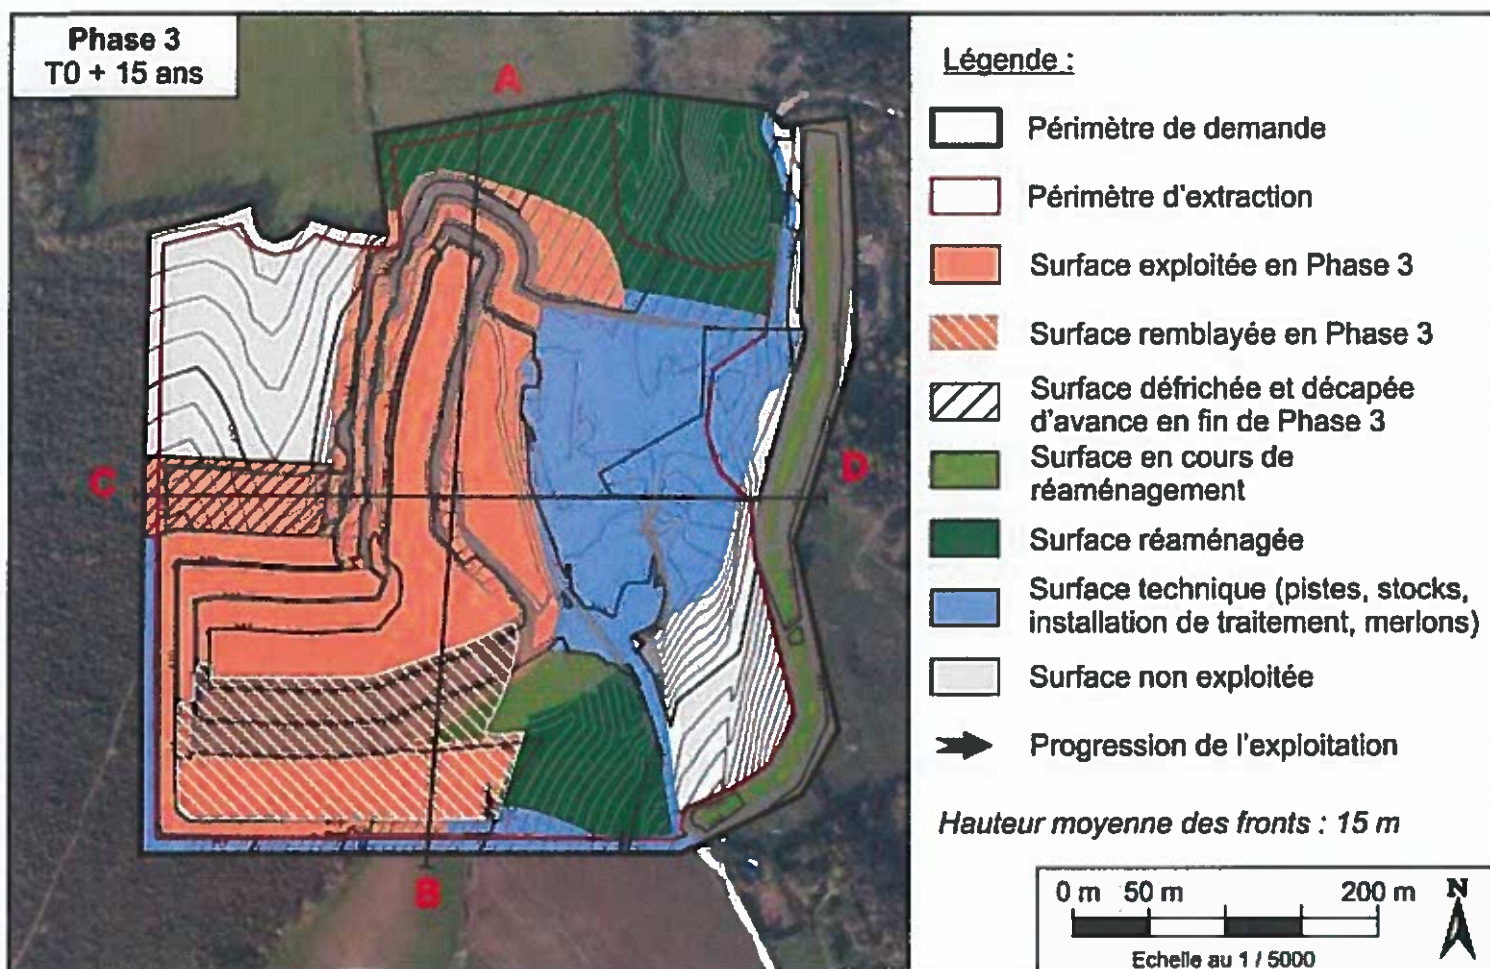 Phase 3
T0 + 15 ans
A
C
D
B
Légende :
Périmètre de demande
Périmètre d'extraction
Surface exploitée en Phase 3
Surface remblayée en Phase 3
Surface défrichée et décapée
d'avance en fin de Phase 3
Surface en cours de
réaménagement
Surface réaménagée
Surface technique (pistes, stocks,
installation de traitement, merlons)
Surface non exploitée
Progression de l'exploitation
Hauteur moyenne des fronts : 15 m
0 m 50 m 200 m
N
Echelle au 1 / 5000